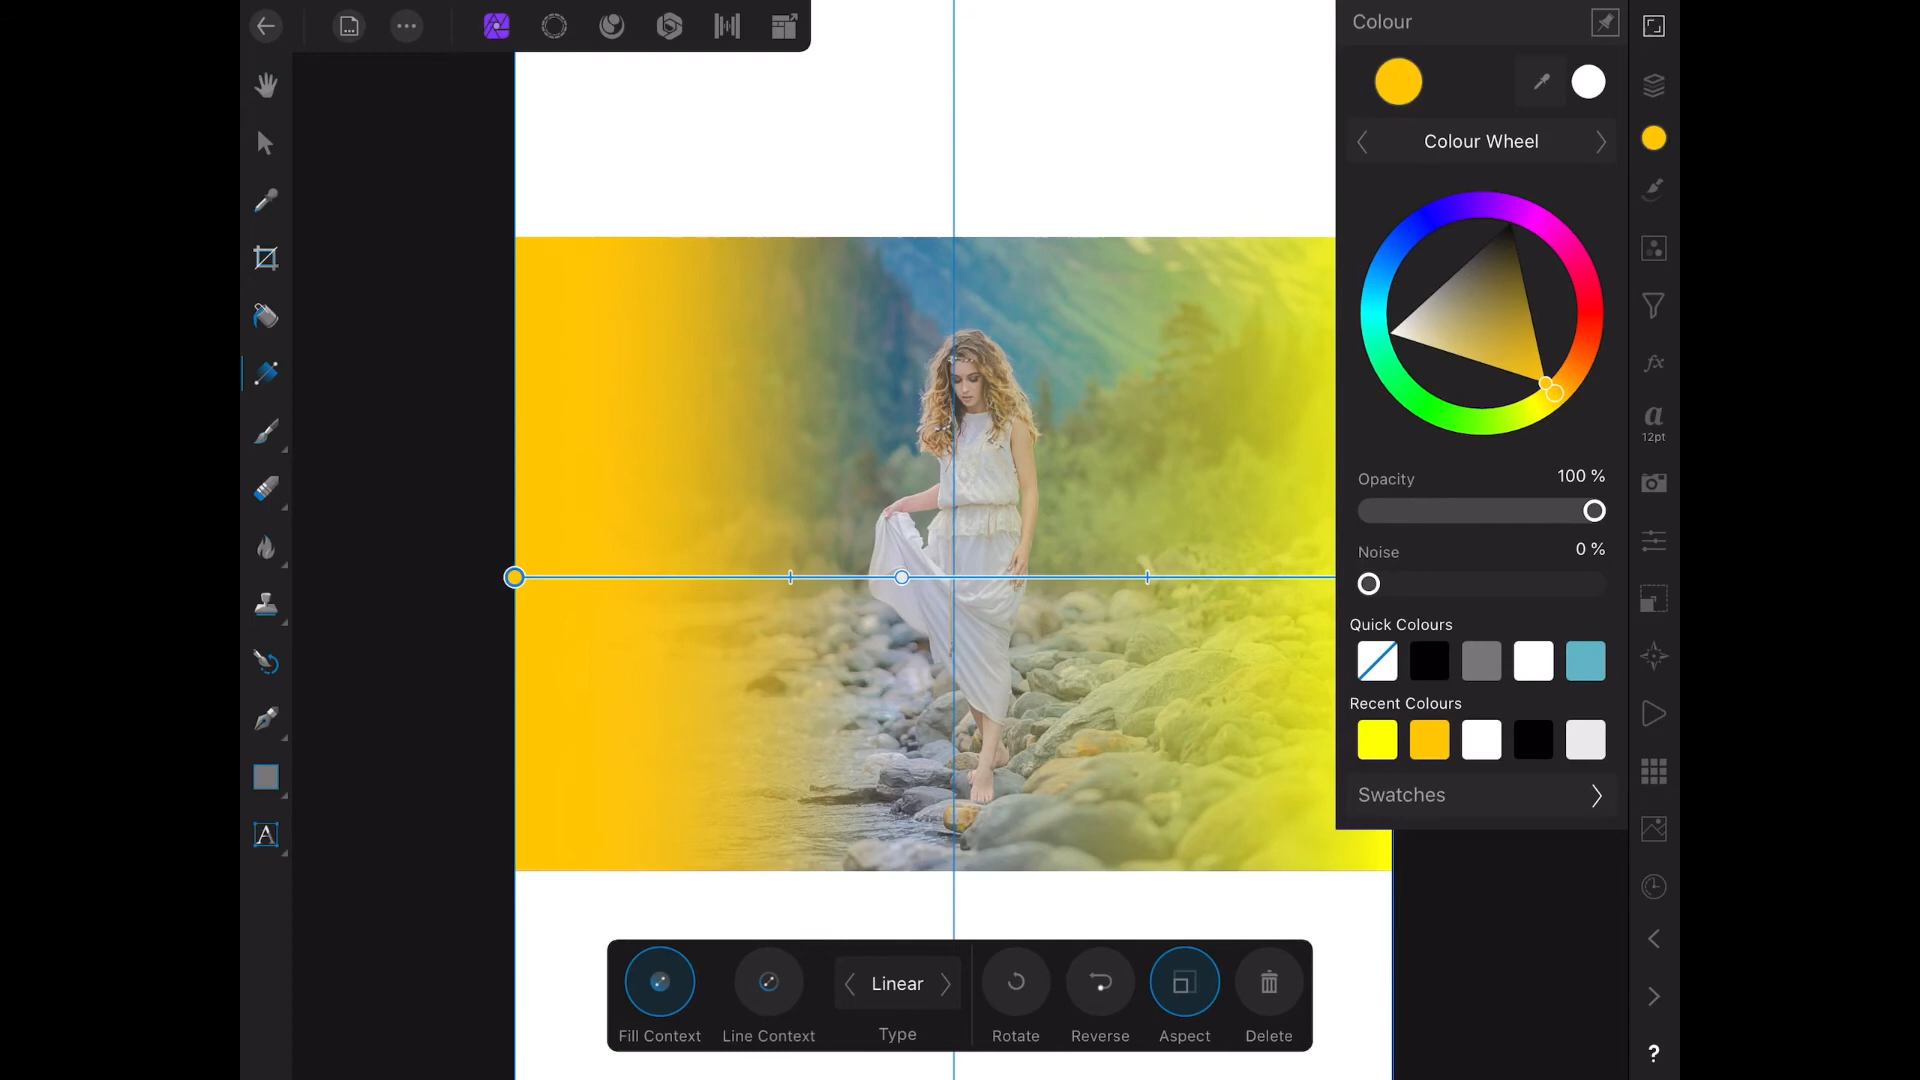 Colour
Colour Wheel
Opacity
100 %
Noise
0 %
Quick Colours
Recent Colours
Swatches
a
12pt
fx
A
Linear
Fill Context
Line Context
Type
Rotate
Reverse
Aspect
Delete
?